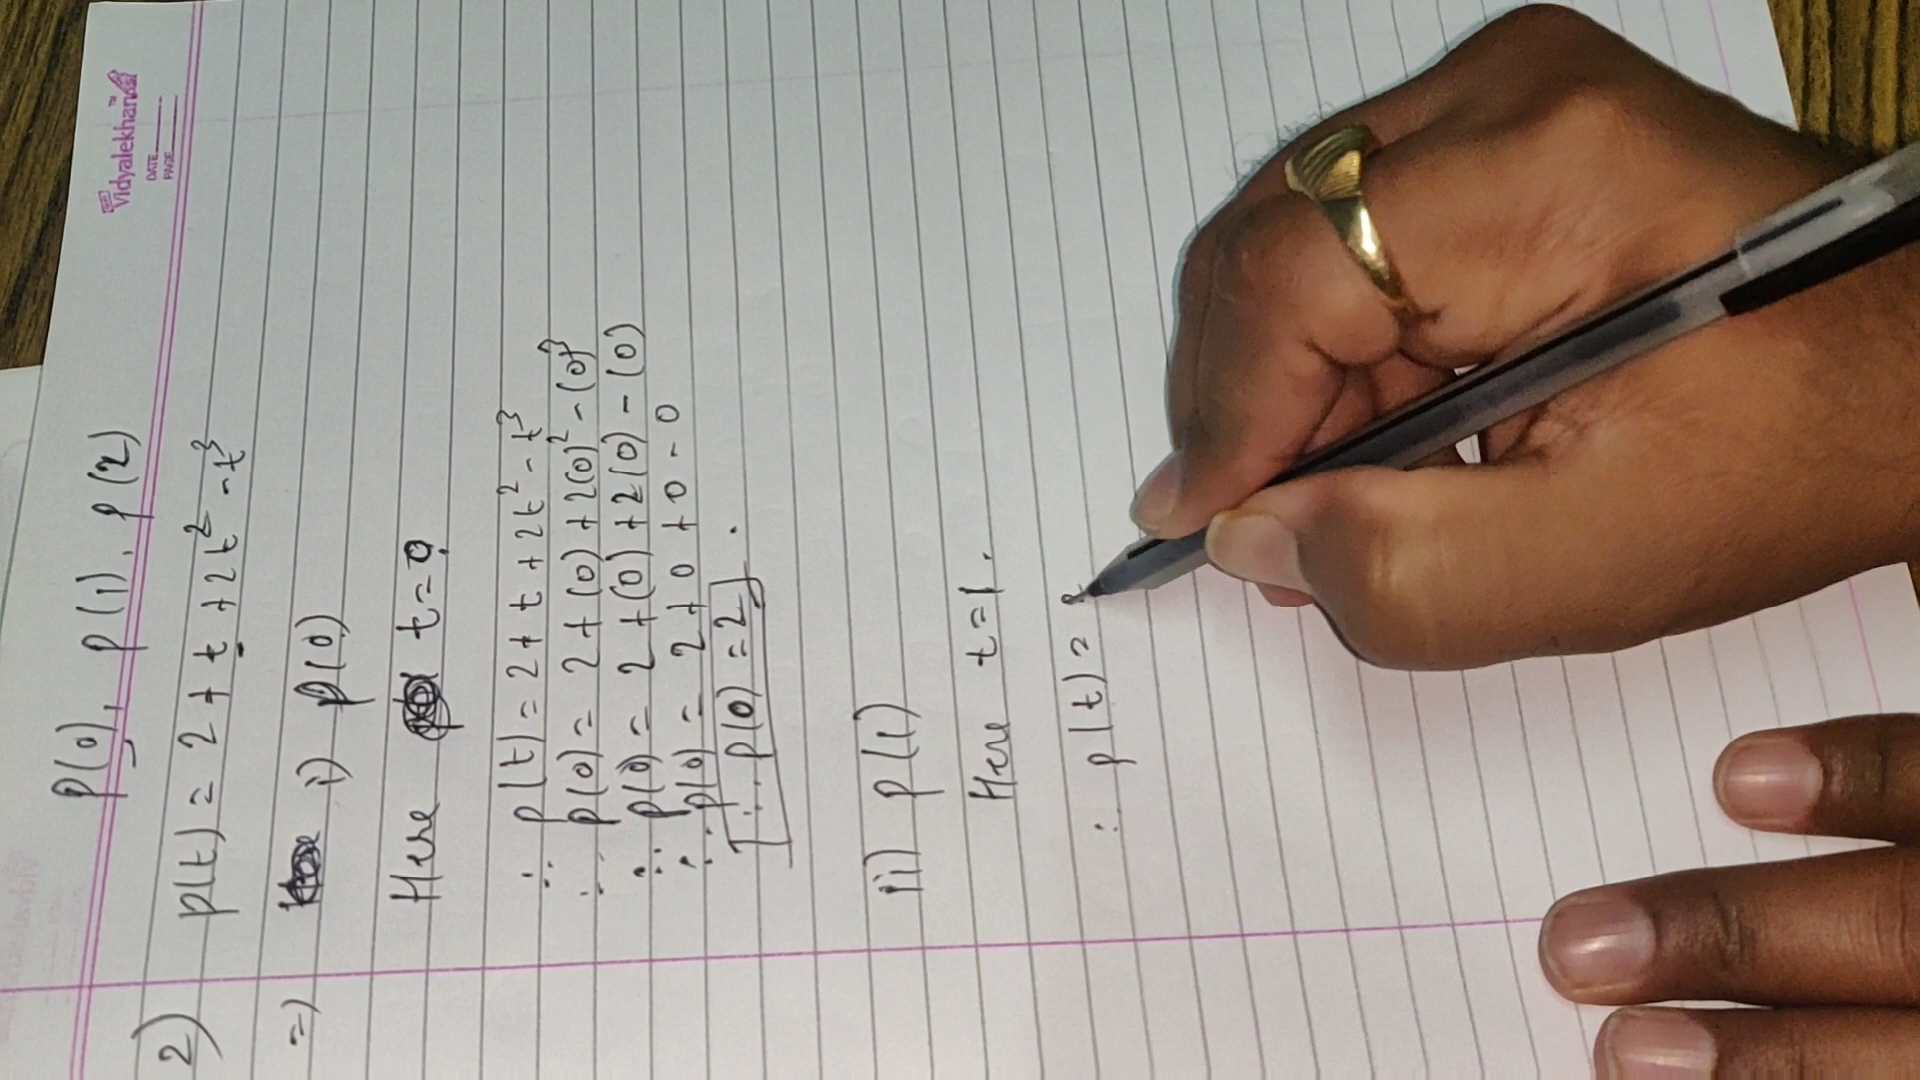 Vidyalekhan™
DATE
PAGE
p(0), p(1), p(2)
2) p(t) = 2 + t + 2t² - t³
=) i) p(0)
Here t=0.
∴ p(t) = 2 + t + 2t² - t³
∴ p(0) = 2 + (0) + 2(0)² - (0)³
∴ p(0) = 2 + (0) + 2(0) - (0)
∴ p(0) = 2 + 0 + 0 - 0
∴ p(0) = 2.
ii) p(1)
Here t=1.
∴ p(t) =